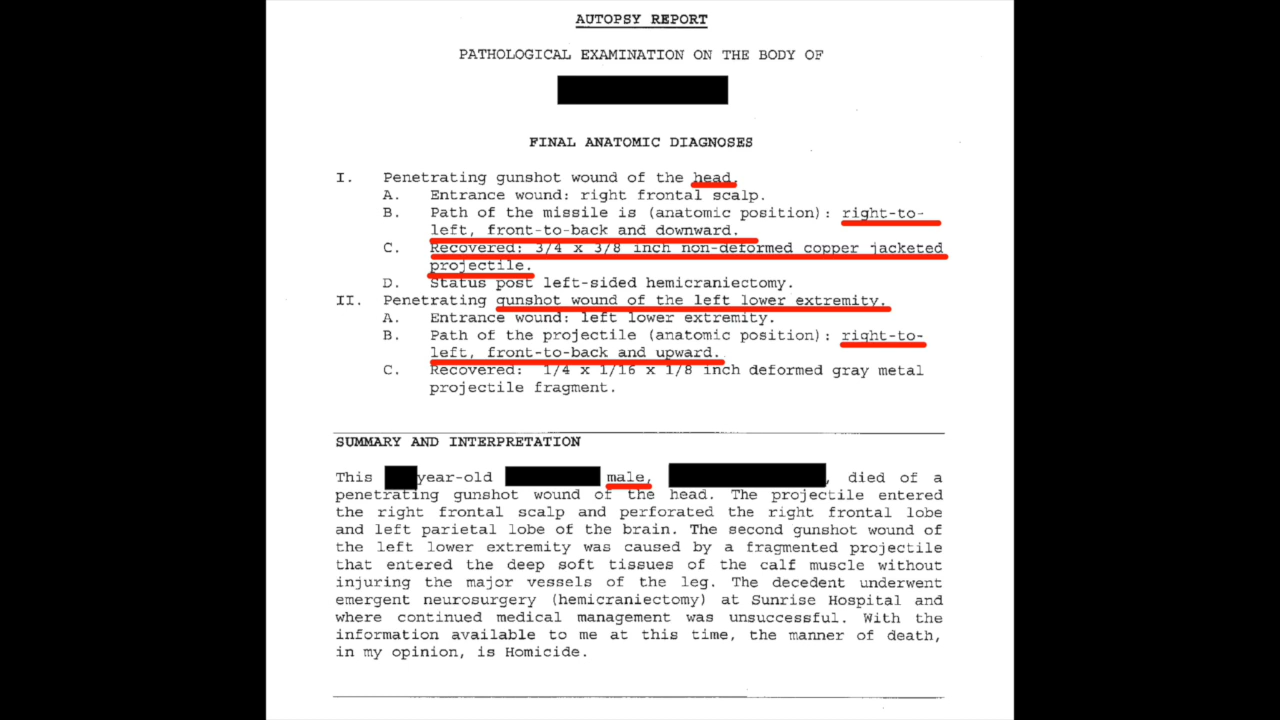 AUTOPSY REPORT
PATHOLOGICAL EXAMINATION ON THE BODY OF
FINAL ANATOMIC DIAGNOSES
I. Penetrating gunshot wound of the head.
A. Entrance wound: right frontal scalp.
B. Path of the missile is (anatomic position): right-to-
left, front-to-back and downward.
C. Recovered: 3/4 x 3/8 inch non-deformed copper jacketed
projectile.
D. Status post left-sided hemicraniectomy.
II. Penetrating gunshot wound of the left lower extremity.
A. Entrance wound: left lower extremity.
B. Path of the projectile (anatomic position): right-to-
left, front-to-back and upward.
C. Recovered: 1/4 x 1/16 x 1/8 inch deformed gray metal
projectile fragment.
SUMMARY AND INTERPRETATION
This year-old male, , died of a
penetrating gunshot wound of the head. The projectile entered
the right frontal scalp and perforated the right frontal lobe
and left parietal lobe of the brain. The second gunshot wound of
the left lower extremity was caused by a fragmented projectile
that entered the deep soft tissues of the calf muscle without
injuring the major vessels of the leg. The decedent underwent
emergent neurosurgery (hemicraniectomy) at Sunrise Hospital and
where continued medical management was unsuccessful. With the
information available to me at this time, the manner of death,
in my opinion, is Homicide.